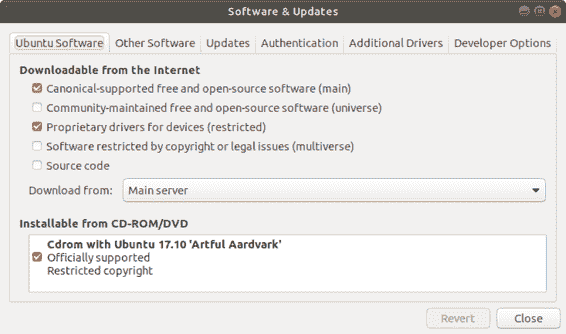 Software & Updates
Ubuntu Software Other Software Updates Authentication Additional Drivers Developer Options
Downloadable from the Internet
Canonical-supported free and open-source software (main)
Community-maintained free and open-source software (universe)
Proprietary drivers for devices (restricted)
Software restricted by copyright or legal issues (multiverse)
Source code
Download from: Main server
Installable from CD-ROM/DVD
Cdrom with Ubuntu 17.10 'Artful Aardvark'
Officially supported
Restricted copyright
Revert Close